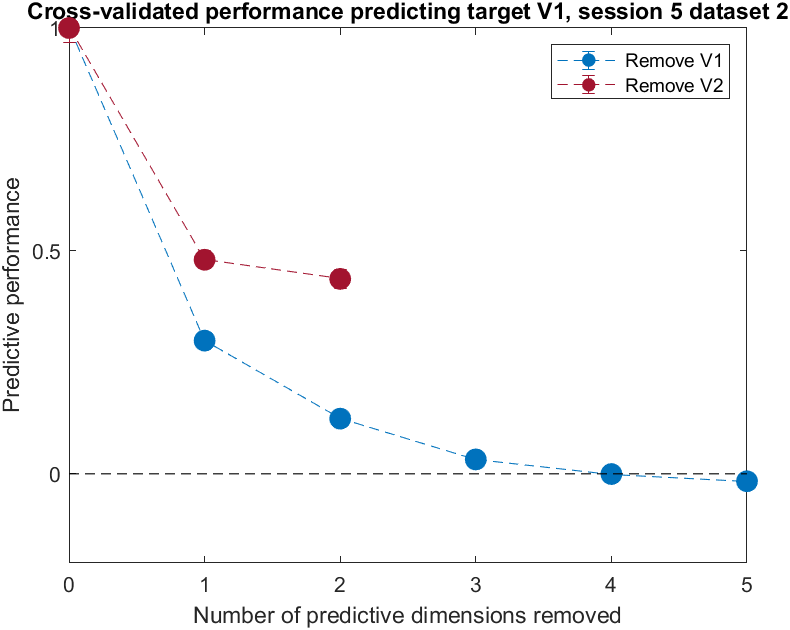 Cross-validated performance predicting target V1, session 5 dataset 2
1
Remove V1
Remove V2
0.5
0
Predictive performance
0 1 2 3 4 5
Number of predictive dimensions removed